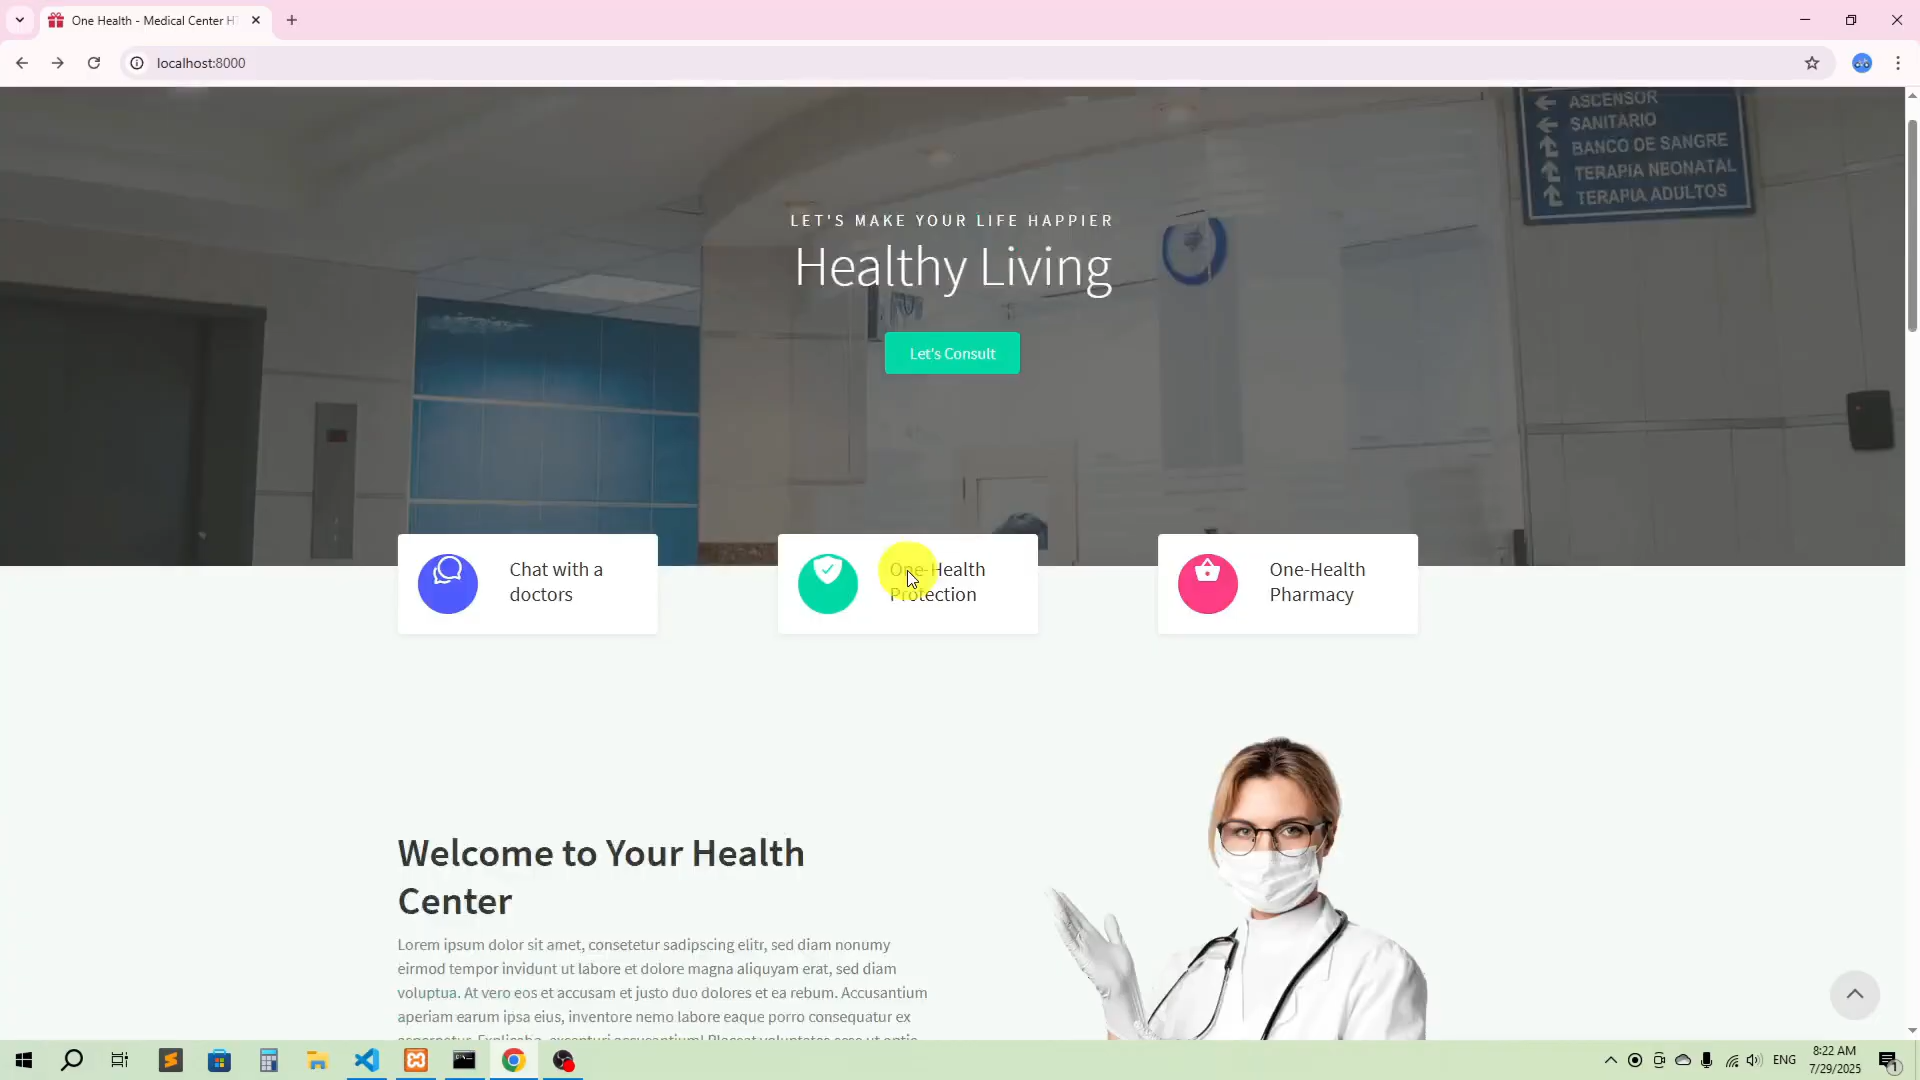 One Health - Medical Center H
localhost:8000
ASCENSOR
SANITARIO
BANCO DE SANGRE
TERAPIA NEONATAL
TERAPIA ADULTOS
LET'S MAKE YOUR LIFE HAPPIER
Healthy Living
Let's Consult
Chat with a
doctors
One-Health
Protection
One-Health
Pharmacy
Welcome to Your Health
Center
Lorem ipsum dolor sit amet, consetetur sadipscing elitr, sed diam nonumy
eirmod tempor invidunt ut labore et dolore magna aliquyam erat, sed diam
voluptua. At vero eos et accusam et justo duo dolores et ea rebum. Accusantium
aperiam earum ipsa eius, inventore nemo labore eaque porro consequatur ex
ENG
8:22 AM
7/29/2025
1